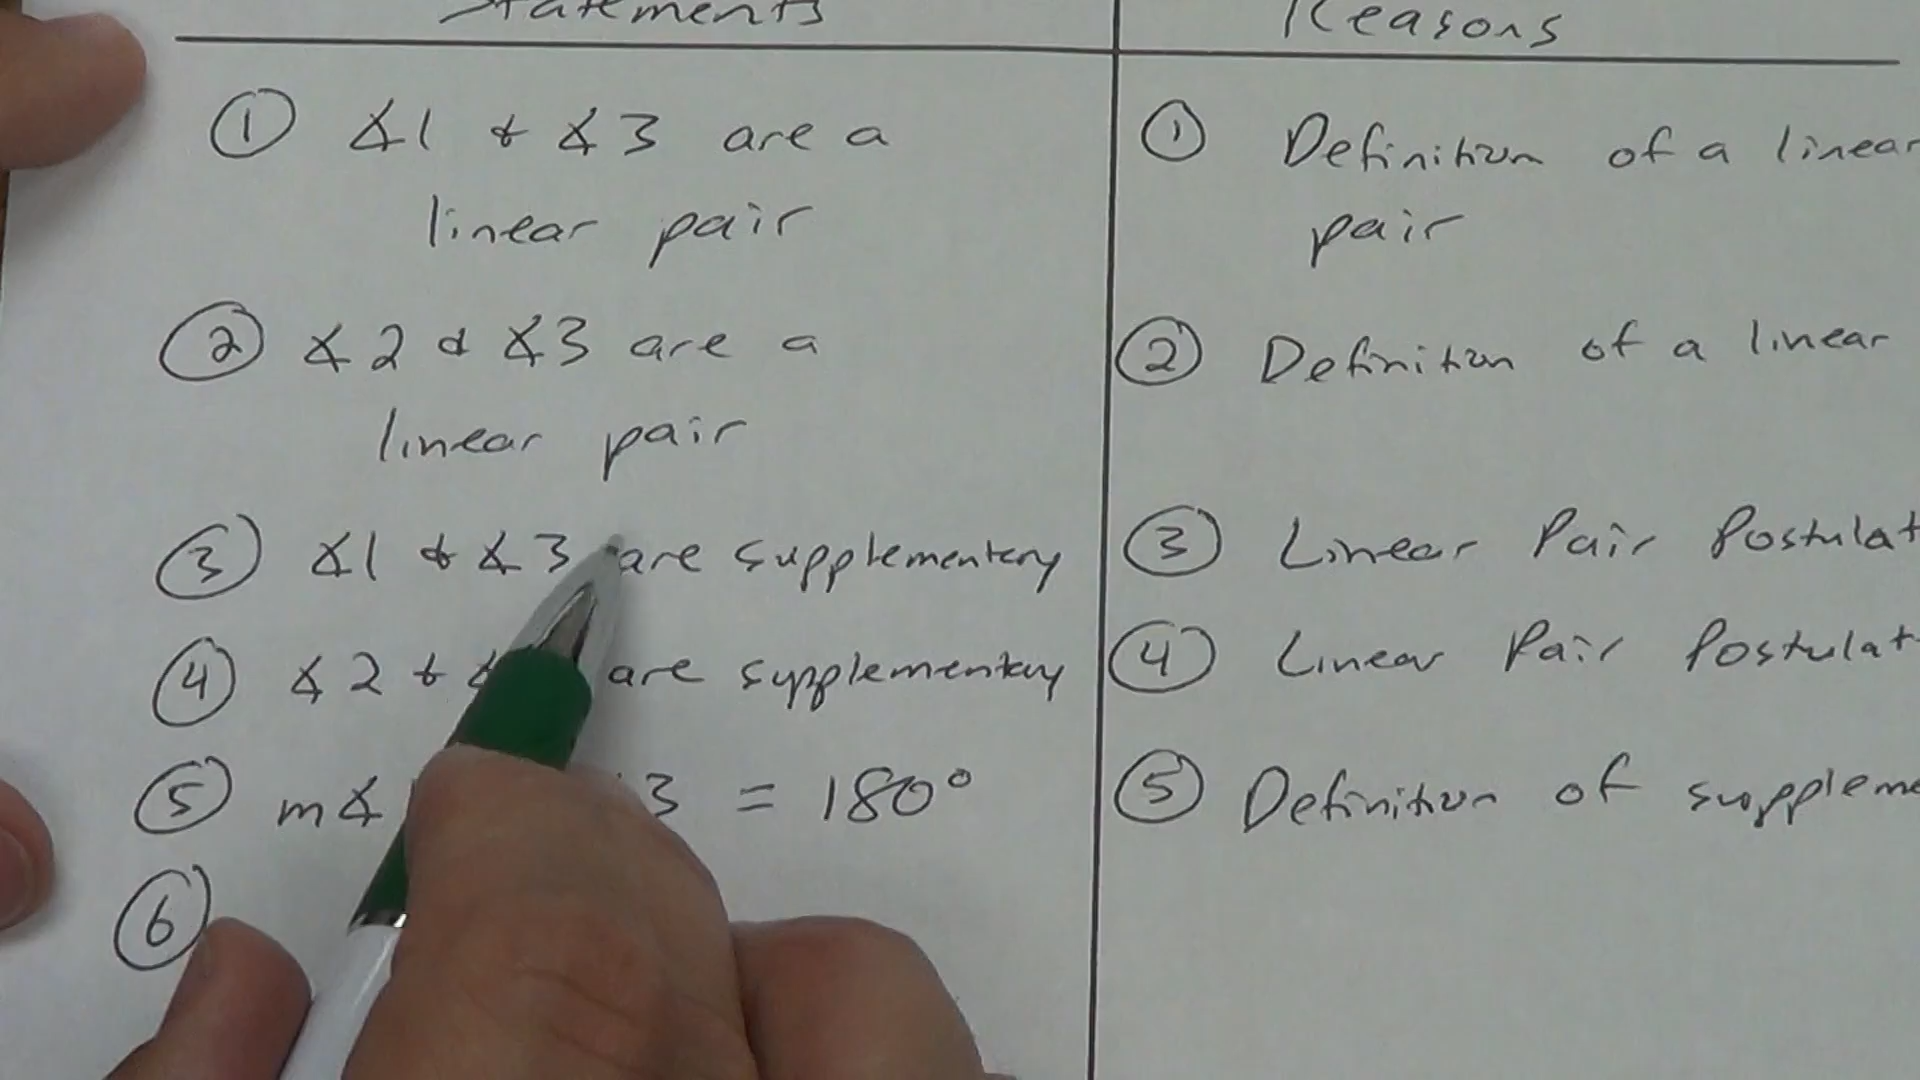 Statements
Reasons
① ∡1 & ∡3 are a
linear pair
① Definition of a linear
pair
② ∡2 & ∡3 are a
linear pair
② Definition of a linear
③ ∡1 & ∡3 are supplementary
③ Linear Pair Postulat
④ ∡2 & ∡ are supplementary
④ Linear Pair Postulat
⑤ m∡1 3 = 180°
⑤ Definition of suppleme
⑥